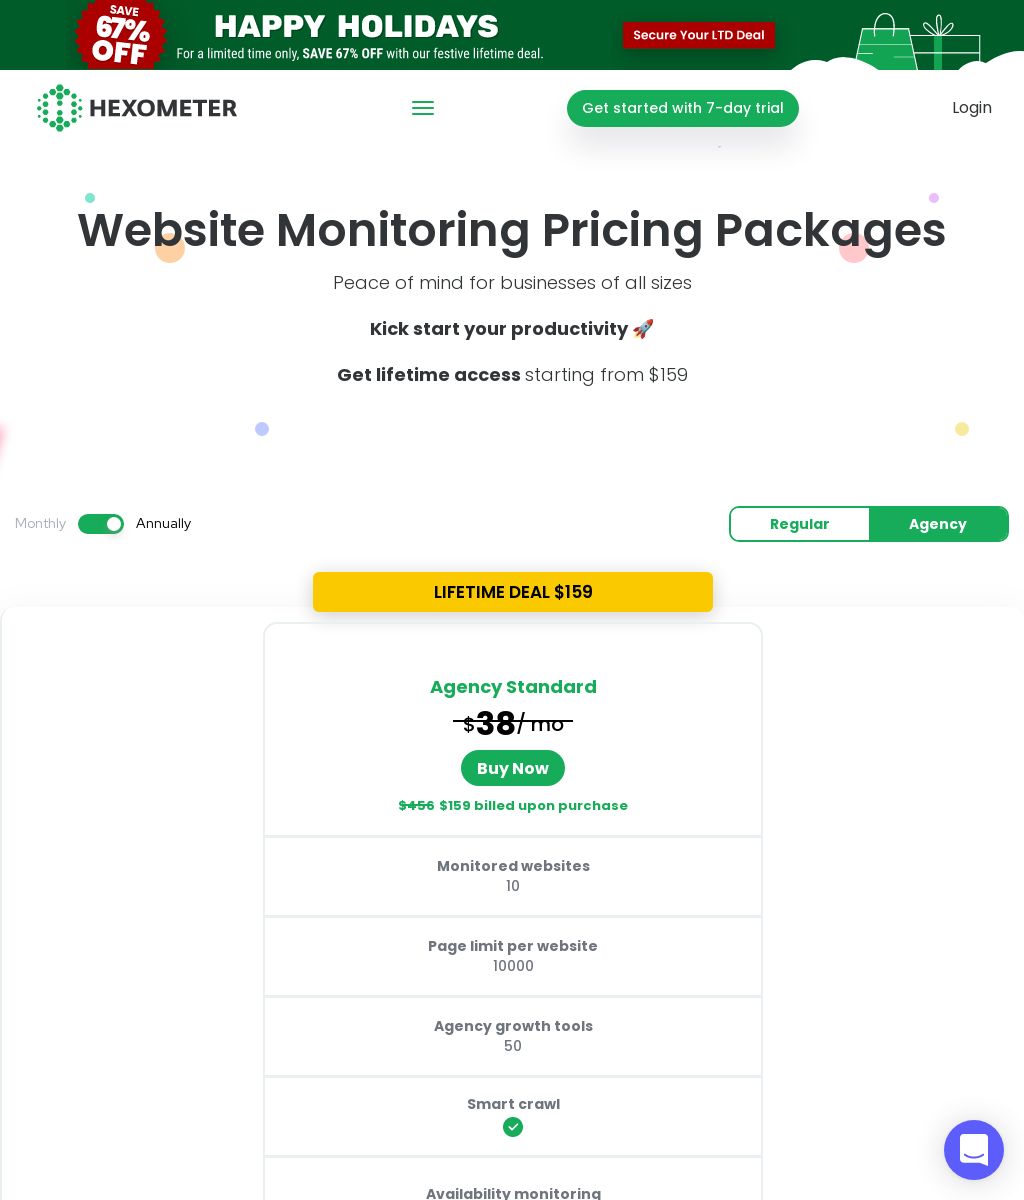 SAVE
67%
OFF
HAPPY HOLIDAYS
For a limited time only, SAVE 67% OFF with our festive lifetime deal.
Secure Your LTD Deal
HEXOMETER
Get started with 7-day trial
Login
Website Monitoring Pricing Packages
Peace of mind for businesses of all sizes
Kick start your productivity 🚀
Get lifetime access starting from $159
Monthly
Annually
Regular
Agency
LIFETIME DEAL $159
Agency Standard
$38/ mo
Buy Now
$456 $159 billed upon purchase
Monitored websites
10
Page limit per website
10000
Agency growth tools
50
Smart crawl
Availability monitoring